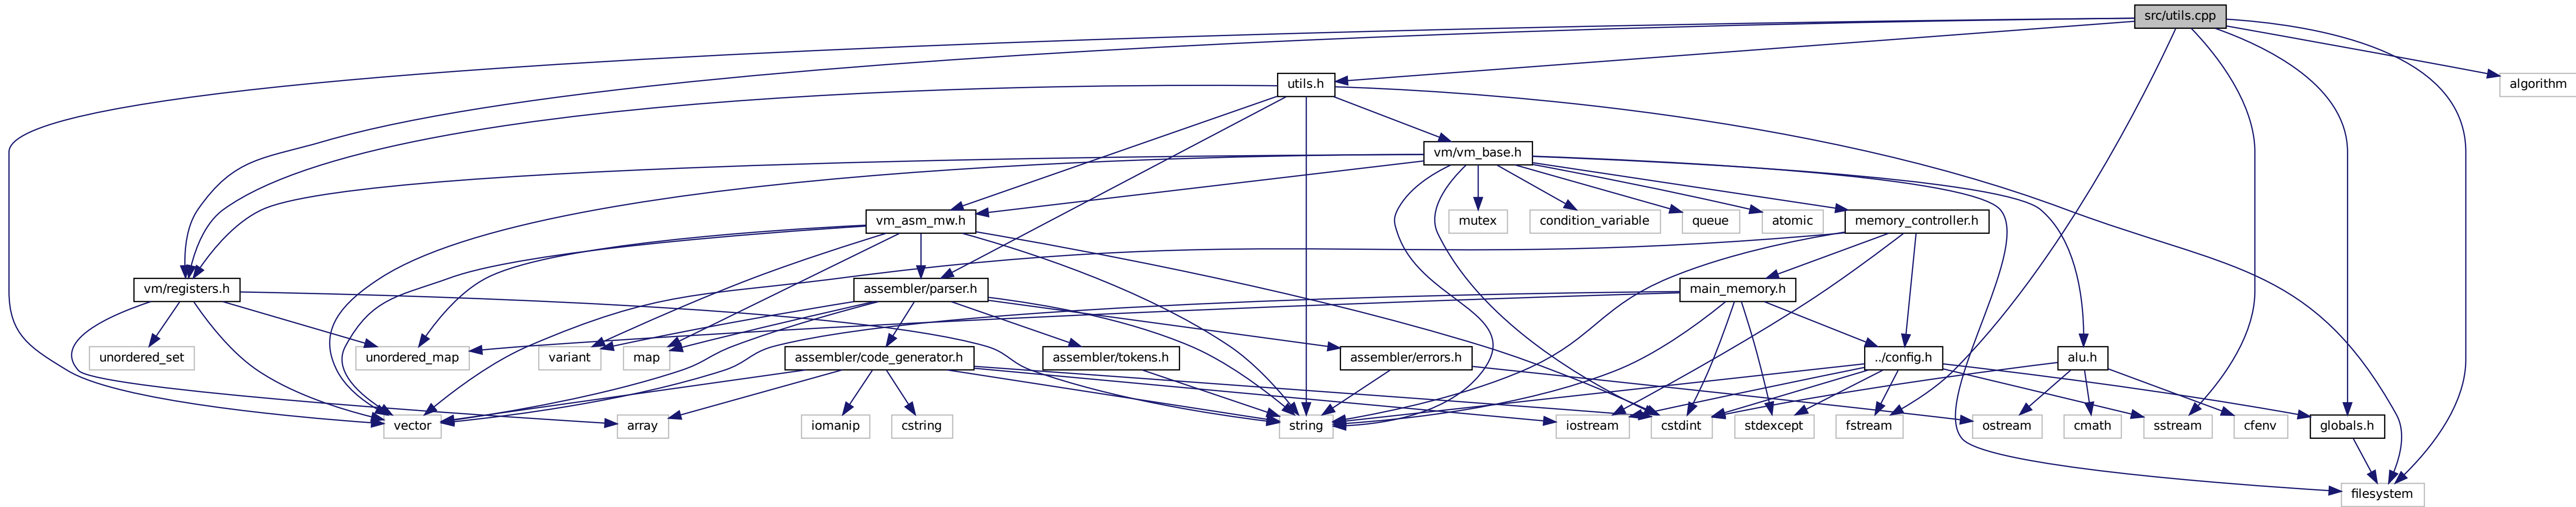 src/utils.cpp
utils.h
algorithm
vm/vm_base.h
vm_asm_mw.h
mutex
condition_variable
queue
atomic
memory_controller.h
vm/registers.h
assembler/parser.h
main_memory.h
unordered_set
unordered_map
variant
map
assembler/code_generator.h
assembler/tokens.h
assembler/errors.h
../config.h
alu.h
vector
array
iomanip
cstring
string
iostream
cstdint
stdexcept
fstream
ostream
cmath
sstream
cfenv
globals.h
filesystem